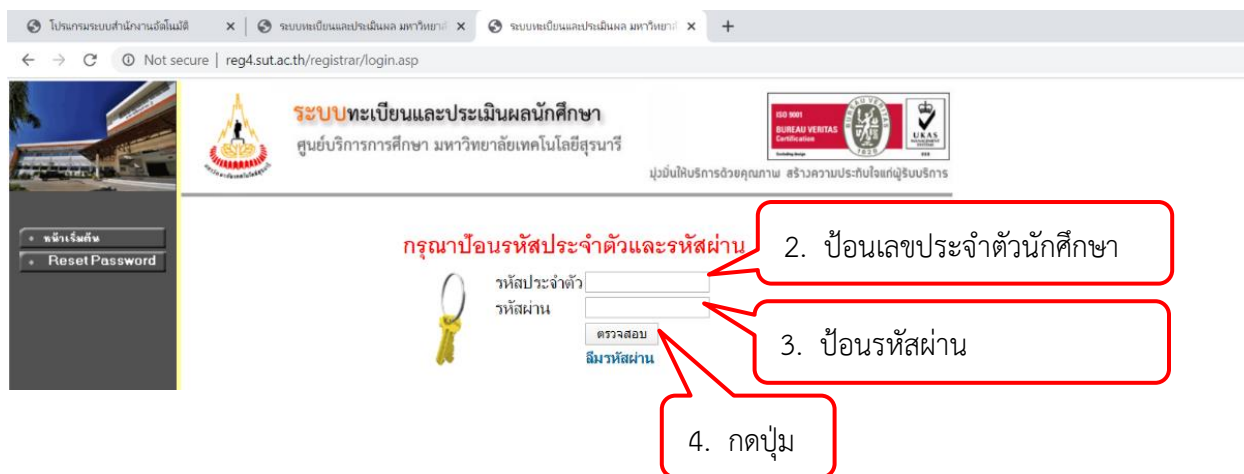 โปรแกรมระบบสำนักงานอัตโนมัติ
ระบบทะเบียนและประเมินผล มหาวิทยาลั
ระบบทะเบียนและประเมินผล มหาวิทยาลั
Not secure | reg4.sut.ac.th/registrar/login.asp
ระบบทะเบียนและประเมินผลนักศึกษา
ศูนย์บริการการศึกษา มหาวิทยาลัยเทคโนโลยีสุรนารี
ISO 9001
BUREAU VERITAS
Certification
UKAS
มุ่งมั่นให้บริการด้วยคุณภาพ สร้างความประทับใจแก่ผู้รับบริการ
หน้าเริ่มต้น
Reset Password
กรุณาป้อนรหัสประจำตัวและรหัสผ่าน
รหัสประจำตัว
รหัสผ่าน
ตรวจสอบ
ลืมรหัสผ่าน
2. ป้อนเลขประจำตัวนักศึกษา
3. ป้อนรหัสผ่าน
4. กดปุ่ม